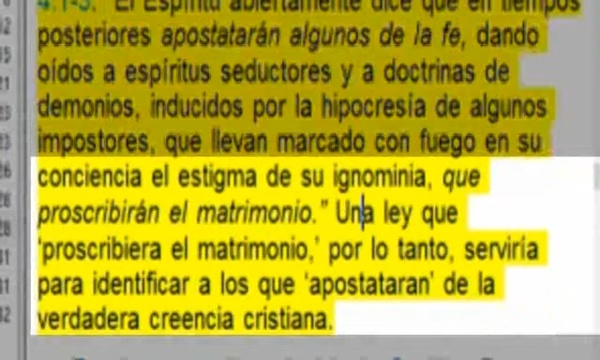 4:1-3: "El Espíritu abiertamente dice que en tiempos
posteriores apostatarán algunos de la fe, dando
oídos a espíritus seductores y a doctrinas de
demonios, inducidos por la hipocresía de algunos
impostores, que llevan marcado con fuego en su
conciencia el estigma de su ignominia, que
proscribirán el matrimonio." Una ley que
'proscribiera el matrimonio,' por lo tanto, serviría
para identificar a los que 'apostataran' de la
verdadera creencia cristiana.